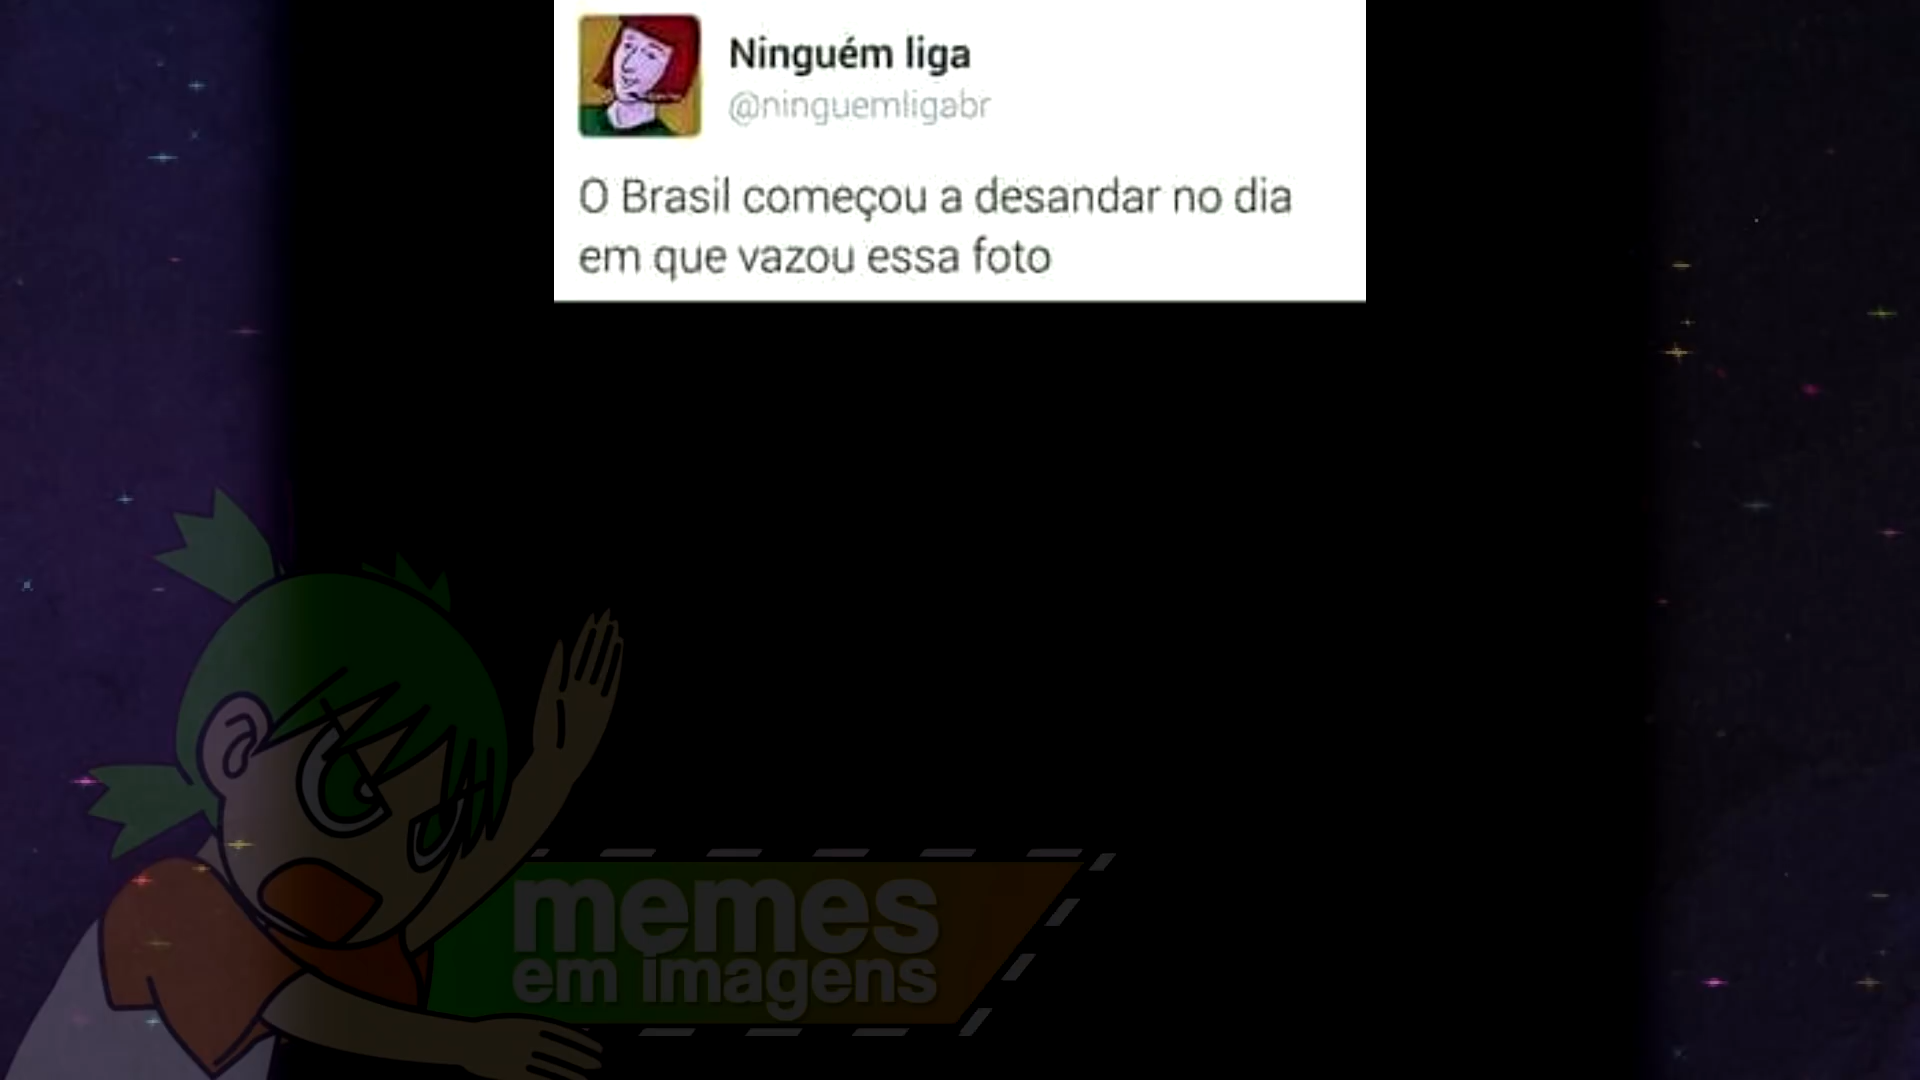 Ninguém liga
@ninguemligabr
O Brasil começou a desandar no dia
em que vazou essa foto
memes
em imagens